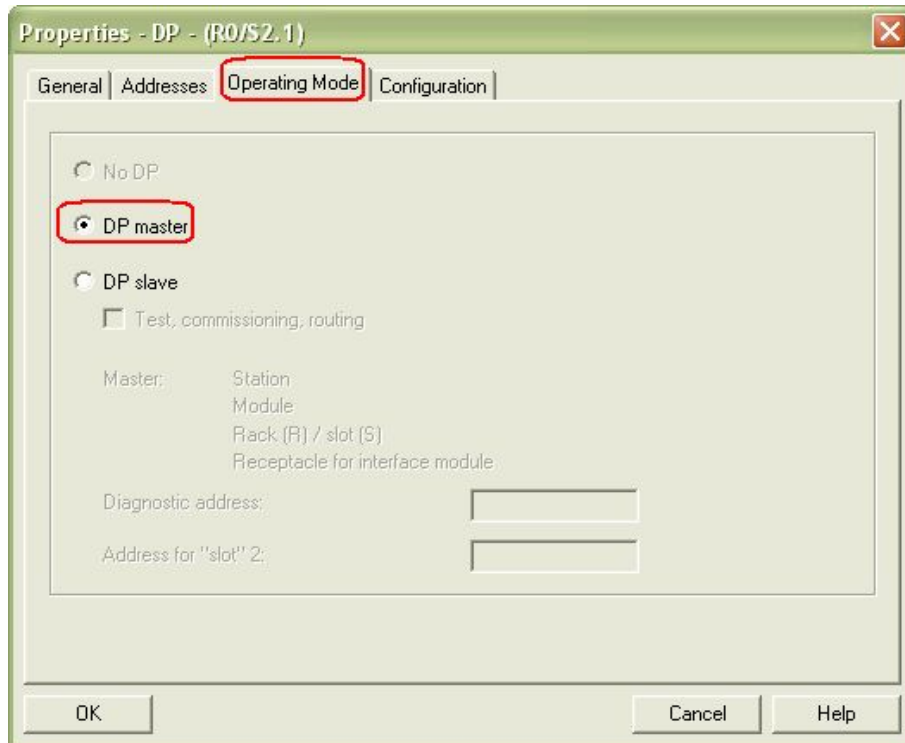 Properties - DP - (R0/S2.1)
General Addresses Operating Mode Configuration
No DP
DP master
DP slave
Test, commissioning, routing
Master: Station
Module
Rack (R) / slot (S)
Receptacle for interface module
Diagnostic address:
Address for "slot" 2:
OK Cancel Help